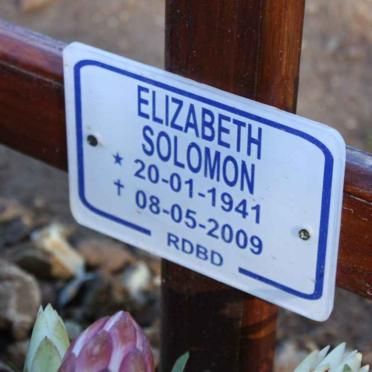 ELIZABETH
SOLOMON
★ 20-01-1941
✝ 08-05-2009
RDBD